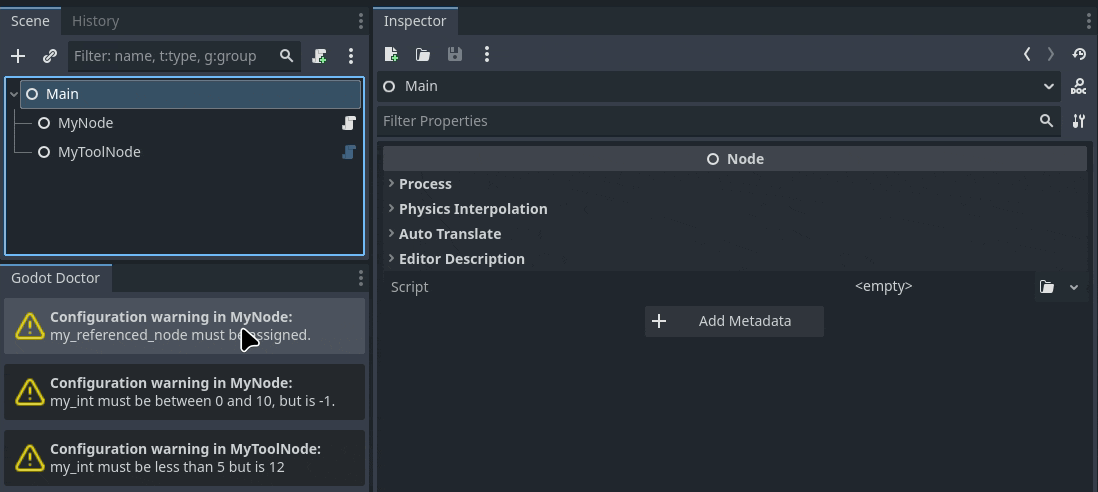 Scene
History
Filter: name, t:type, g:group
Main
MyNode
MyToolNode
Godot Doctor
Configuration warning in MyNode:
my_referenced_node must be assigned.
Configuration warning in MyNode:
my_int must be between 0 and 10, but is -1.
Configuration warning in MyToolNode:
my_int must be less than 5 but is 12
Inspector
Main
DOC
Filter Properties
Node
Process
Physics Interpolation
Auto Translate
Editor Description
Script
<empty>
Add Metadata